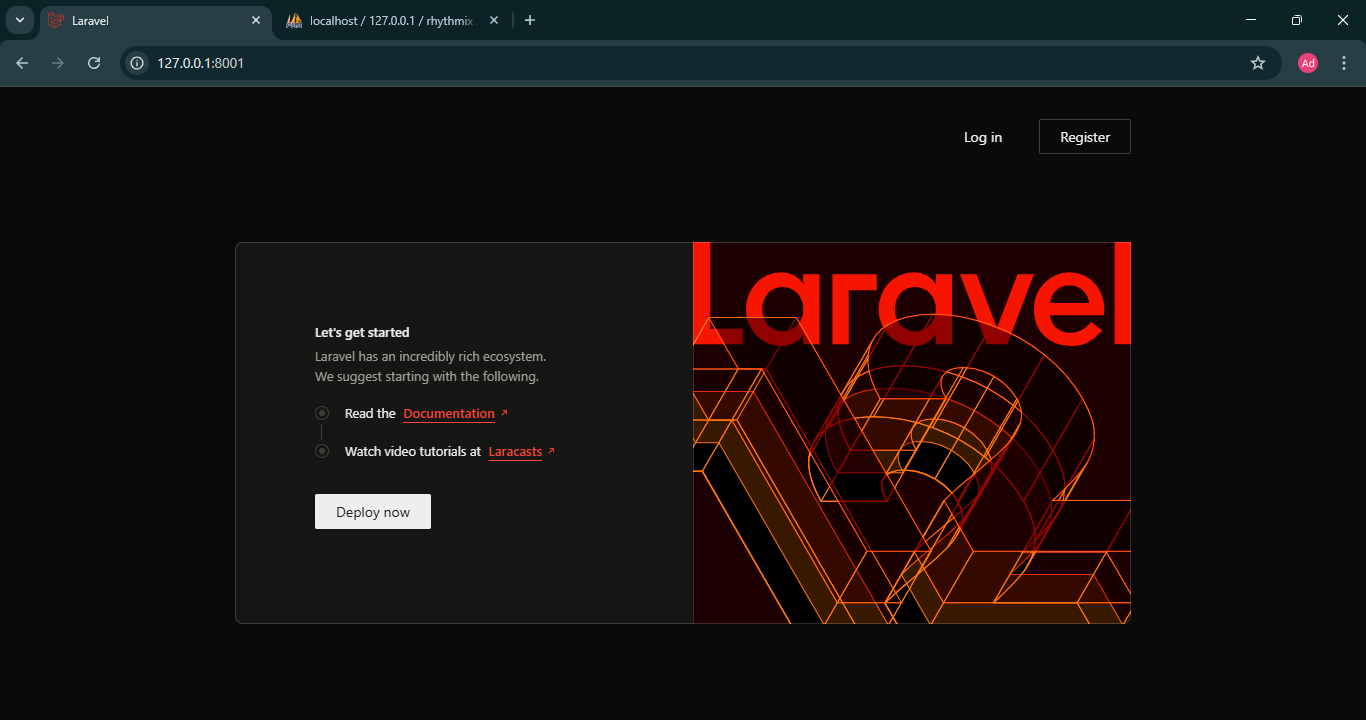 Laravel
localhost / 127.0.0.1 / rhythmix
127.0.0.1:8001
Ad
Log in
Register
Let's get started
Laravel has an incredibly rich ecosystem.
We suggest starting with the following.
Read the Documentation
Watch video tutorials at Laracasts
Deploy now
Laravel